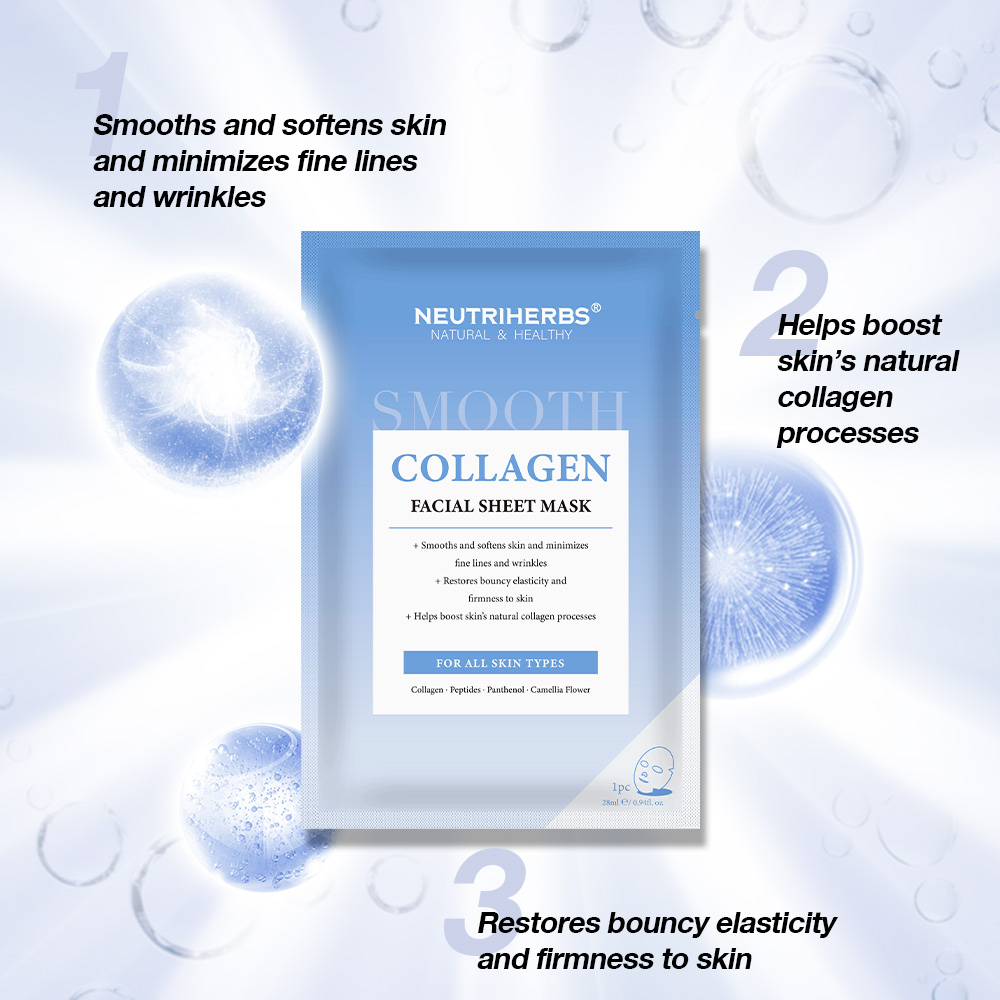 1
Smooths and softens skin
and minimizes fine lines
and wrinkles
NEUTRIHERBS®
NATURAL & HEALTHY
2
Helps boost
skin's natural
collagen
processes
SMOOTH
COLLAGEN
FACIAL SHEET MASK
+ Smooths and softens skin and minimizes
fine lines and wrinkles
+ Restores bouncy elasticity and
firmness to skin
+ Helps boost skin's natural collagen processes
FOR ALL SKIN TYPES
Collagen · Peptides · Panthenol · Camellia Flower
1pc
28ml ℮/ 0.94fl. oz.
3
Restores bouncy elasticity
and firmness to skin